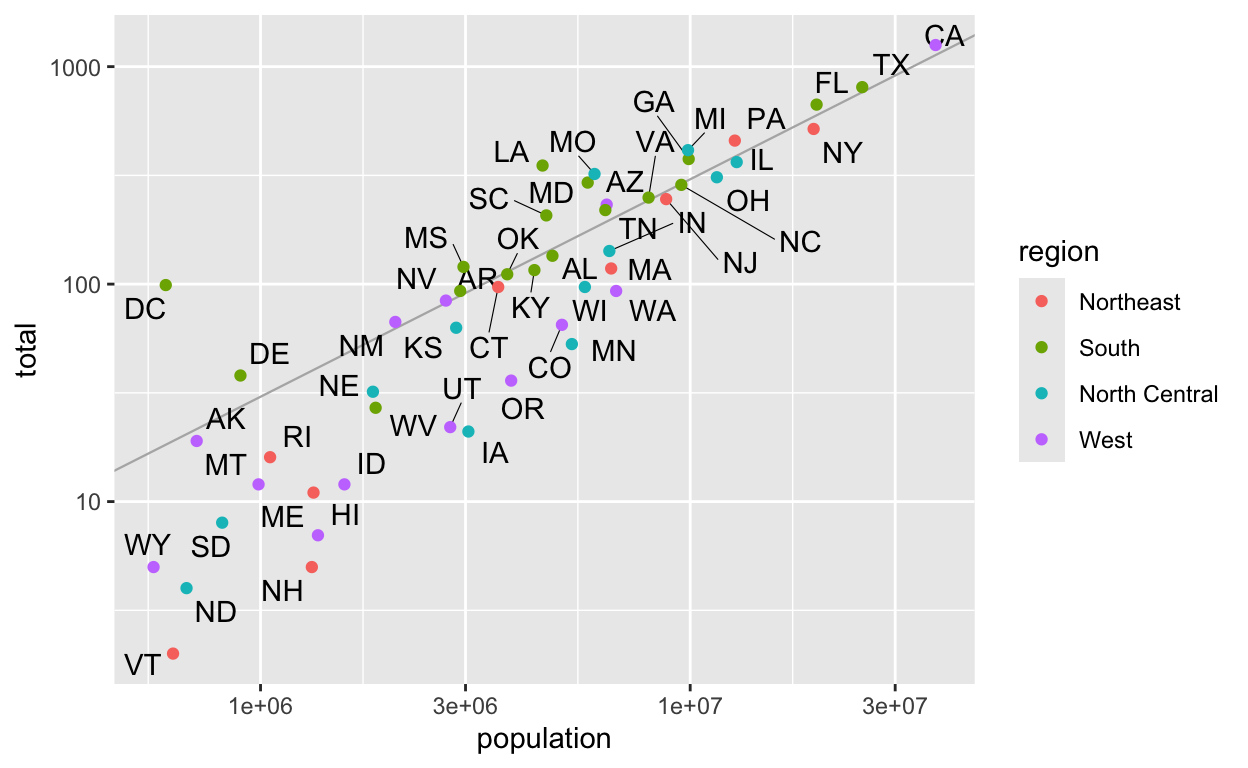 CA
TX
1000
FL
GA
MI
PA
VA
MO
NY
LA
IL
AZ
MD
SC
OH
TN
IN
NC
MS
OK
NJ
AL
MA
NV
AR
100
DC
KY
WI
WA
NM
KS
CT
MN
CO
DE
NE
UT
OR
AK
WV
RI
IA
MT
ID
10
ME
HI
WY
SD
NH
ND
VT
total
1e+06
3e+06
1e+07
3e+07
population
region
Northeast
South
North Central
West